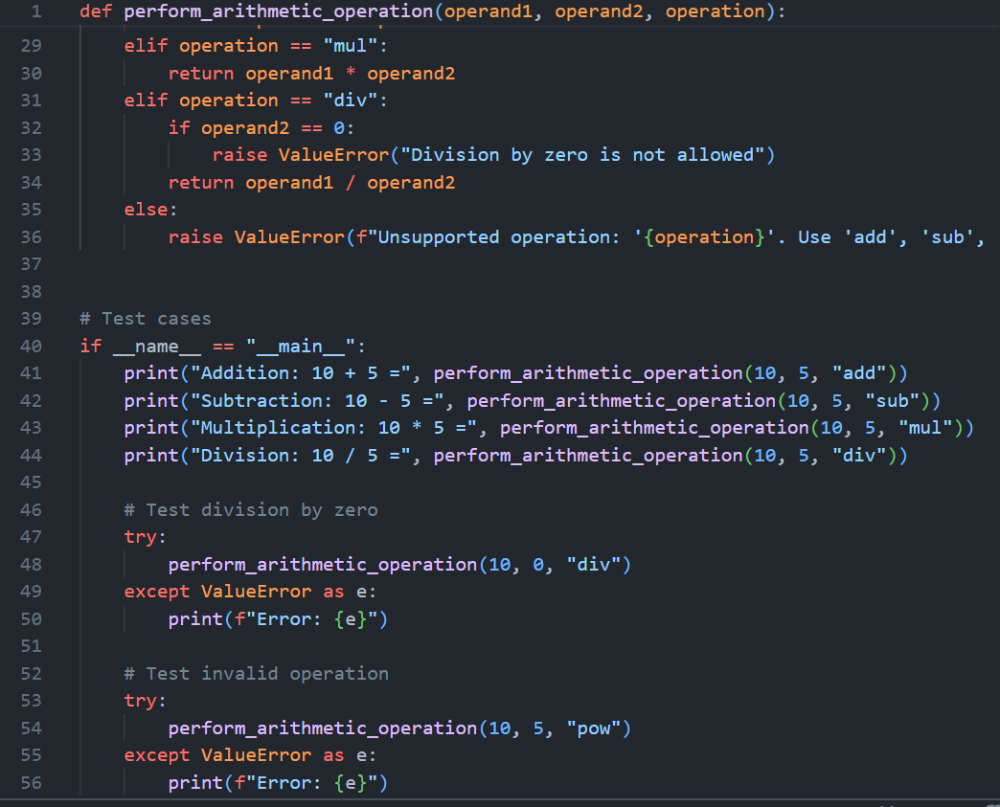 1 def perform_arithmetic_operation(operand1, operand2, operation):
29 elif operation == "mul":
30 return operand1 * operand2
31 elif operation == "div":
32 if operand2 == 0:
33 raise ValueError("Division by zero is not allowed")
34 return operand1 / operand2
35 else:
36 raise ValueError(f"Unsupported operation: '{operation}'. Use 'add', 'sub',
37
38
39 # Test cases
40 if __name__ == "__main__":
41 print("Addition: 10 + 5 =", perform_arithmetic_operation(10, 5, "add"))
42 print("Subtraction: 10 - 5 =", perform_arithmetic_operation(10, 5, "sub"))
43 print("Multiplication: 10 * 5 =", perform_arithmetic_operation(10, 5, "mul"))
44 print("Division: 10 / 5 =", perform_arithmetic_operation(10, 5, "div"))
45
46 # Test division by zero
47 try:
48 perform_arithmetic_operation(10, 0, "div")
49 except ValueError as e:
50 print(f"Error: {e}")
51
52 # Test invalid operation
53 try:
54 perform_arithmetic_operation(10, 5, "pow")
55 except ValueError as e:
56 print(f"Error: {e}")